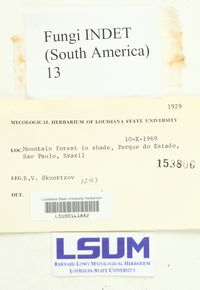 Fungi INDET
(South America)
13
1929
MYCOLOGICAL HERBARIUM OF LOUISIANA STATE UNIVERSITY
10-X-1969
LOC. Mountain forest in shade, Parque do Estado,
Sao Paulo, Brazil
153806
LEG. B.V. Skvortzov 1243
DET.
Louisiana State University Herbarium
LSU00141882
LSUM
BERNARD LOWY MYCOLOGICAL HERBARIUM
LOUISIANA STATE UNIVERSITY